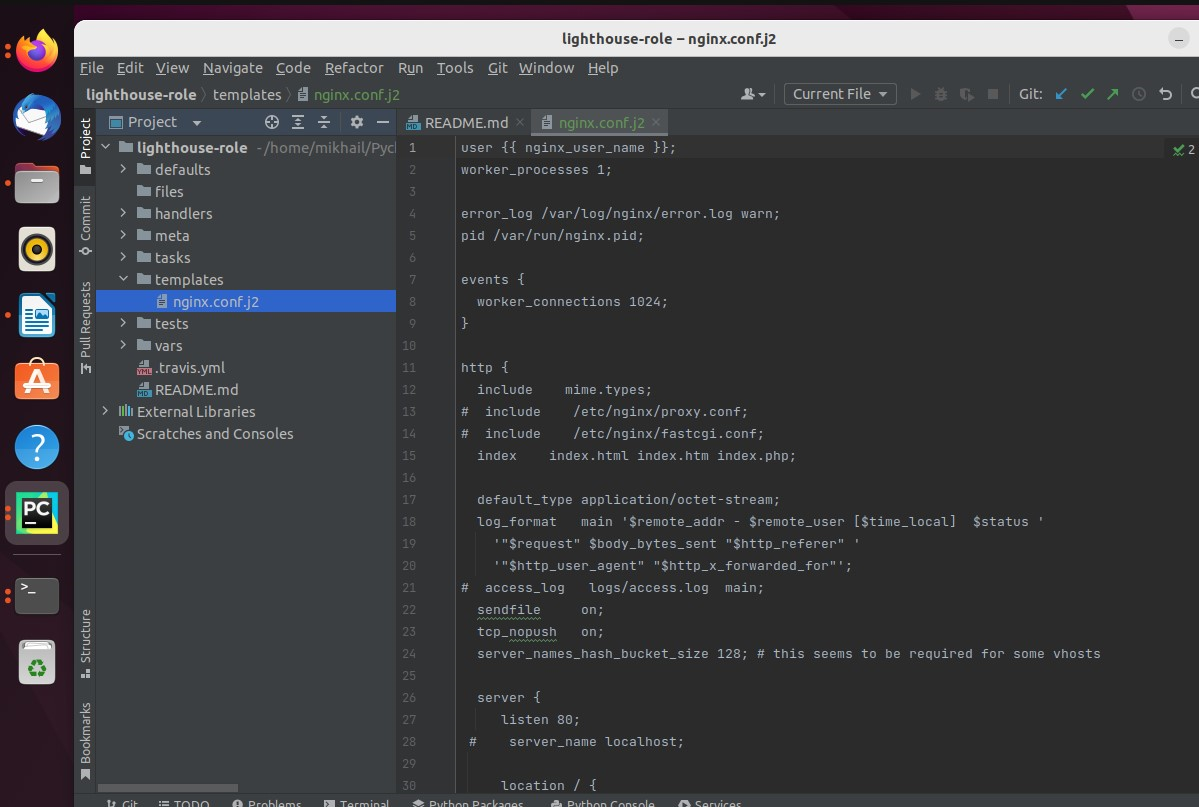 lighthouse-role – nginx.conf.j2
File Edit View Navigate Code Refactor Run Tools Git Window Help
lighthouse-role templates nginx.conf.j2
Current File
Git:
Project
README.md
nginx.conf.j2
Project
Commit
Pull Requests
Structure
Bookmarks
lighthouse-role ~/home/mikhail/Pyc
defaults
files
handlers
meta
tasks
templates
nginx.conf.j2
tests
vars
.travis.yml
README.md
External Libraries
Scratches and Consoles
2
1 user {{ nginx_user_name }};
2 worker_processes 1;
3
4 error_log /var/log/nginx/error.log warn;
5 pid /var/run/nginx.pid;
6
7 events {
8 worker_connections 1024;
9 }
10
11 http {
12 include mime.types;
13 # include /etc/nginx/proxy.conf;
14 # include /etc/nginx/fastcgi.conf;
15 index index.html index.htm index.php;
16
17 default_type application/octet-stream;
18 log_format main '$remote_addr - $remote_user [$time_local] $status '
19 '"$request" $body_bytes_sent "$http_referer" '
20 '"$http_user_agent" "$http_x_forwarded_for"';
21 # access_log logs/access.log main;
22 sendfile on;
23 tcp_nopush on;
24 server_names_hash_bucket_size 128; # this seems to be required for some vhosts
25
26 server {
27 listen 80;
28 # server_name localhost;
29
30 location / {
Git TODO Problems Terminal Python Packages Python Console Services
PC